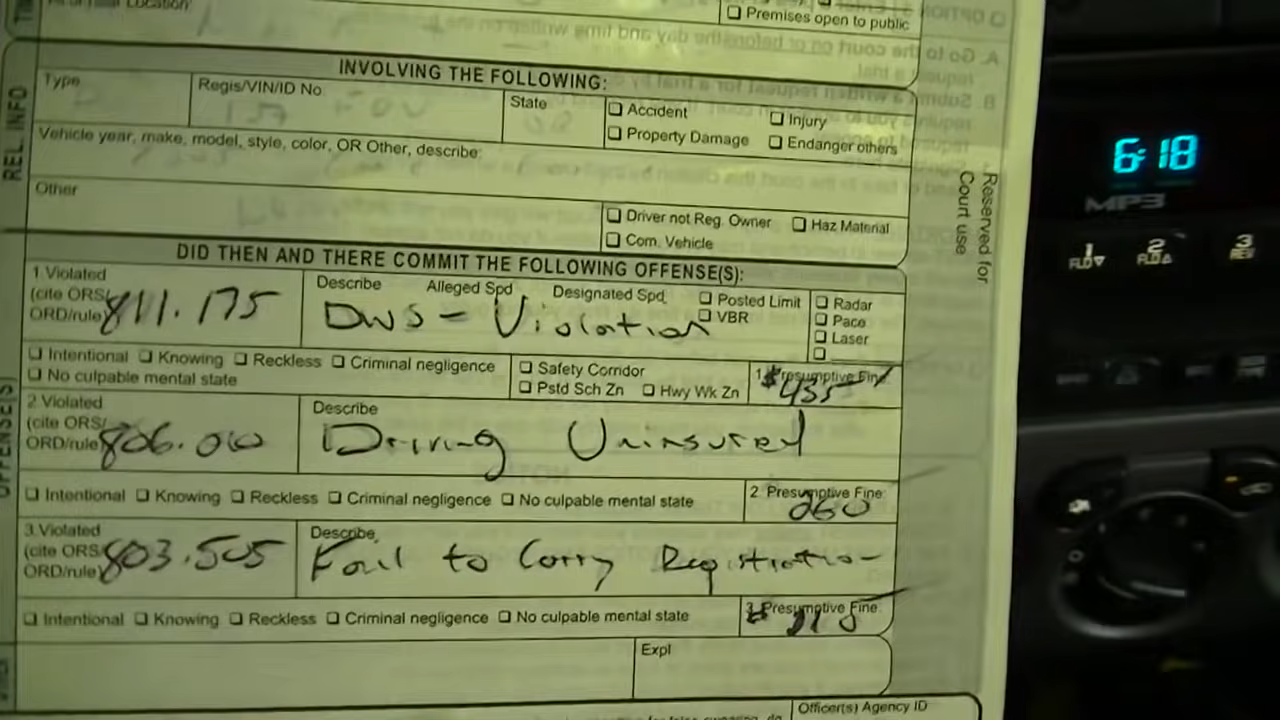 Premises open to public
INVOLVING THE FOLLOWING:
Type
Regis/VIN/ID No.
State
Accident
Injury
Property Damage
Endanger others
Vehicle year, make, model, style, color, OR Other, describe:
Other
Driver not Reg. Owner
Haz Material
Com. Vehicle
REL. INFO
Reserved for
Court use
DID THEN AND THERE COMMIT THE FOLLOWING OFFENSE(S):
1.Violated
(cite ORS/
ORD/rule)
811.175
Describe Alleged Spd Designated Spd
Posted Limit
VBR
DWS - Violation
Radar
Pace
Laser
Intentional Knowing Reckless Criminal negligence
No culpable mental state
Safety Corridor
Pstd Sch Zn Hwy Wk Zn
1. Presumptive Fine
$435
2.Violated
(cite ORS/
ORD/rule)
806.010
Describe
Driving Uninsured
Intentional Knowing Reckless Criminal negligence No culpable mental state
2. Presumptive Fine
260
3.Violated
(cite ORS/
ORD/rule)
803.505
Describe
Fail to Carry Registration
Intentional Knowing Reckless Criminal negligence No culpable mental state
3. Presumptive Fine
OFFENSE(S)
Expl
Officer(s) Agency ID
6:18
MP3
1
FLD
2
FLD
3
REV